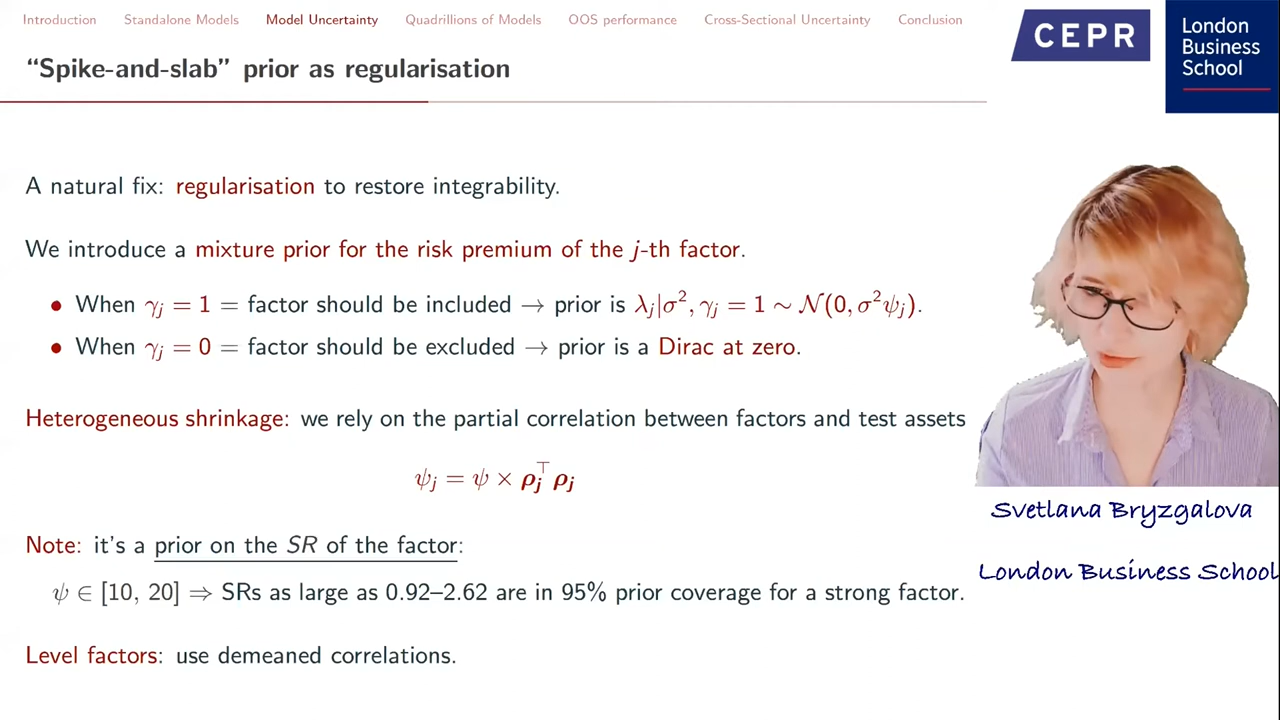 Introduction Standalone Models Model Uncertainty Quadrillions of Models OOS performance Cross-Sectional Uncertainty Conclusion
CEPR
London
Business
School
“Spike-and-slab” prior as regularisation
A natural fix: regularisation to restore integrability.
We introduce a mixture prior for the risk premium of the j-th factor.
• When γⱼ = 1 = factor should be included → prior is λⱼ|σ², γⱼ = 1 ∼ 𝒩(0, σ²ψⱼ).
• When γⱼ = 0 = factor should be excluded → prior is a Dirac at zero.
Heterogeneous shrinkage: we rely on the partial correlation between factors and test assets
ψⱼ = ψ × ρⱼ⊤ρⱼ
Note: it’s a prior on the SR of the factor:
ψ ∈ [10, 20] ⇒ SRs as large as 0.92–2.62 are in 95% prior coverage for a strong factor.
Level factors: use demeaned correlations.
Svetlana Bryzgalova
London Business School